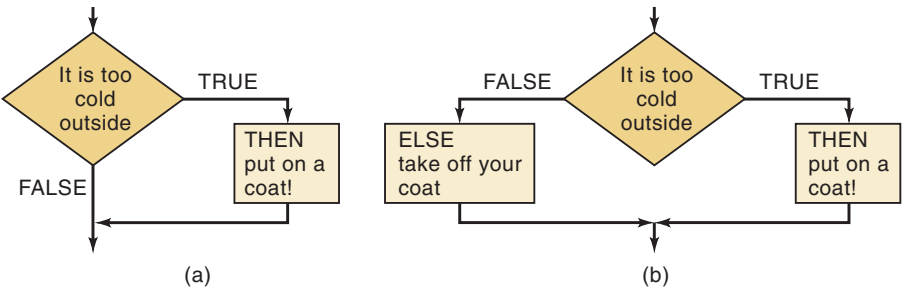 It is too
cold
outside
TRUE
THEN
put on a
coat!
FALSE
(a)
FALSE
It is too
cold
outside
TRUE
ELSE
take off your
coat
THEN
put on a
coat!
(b)